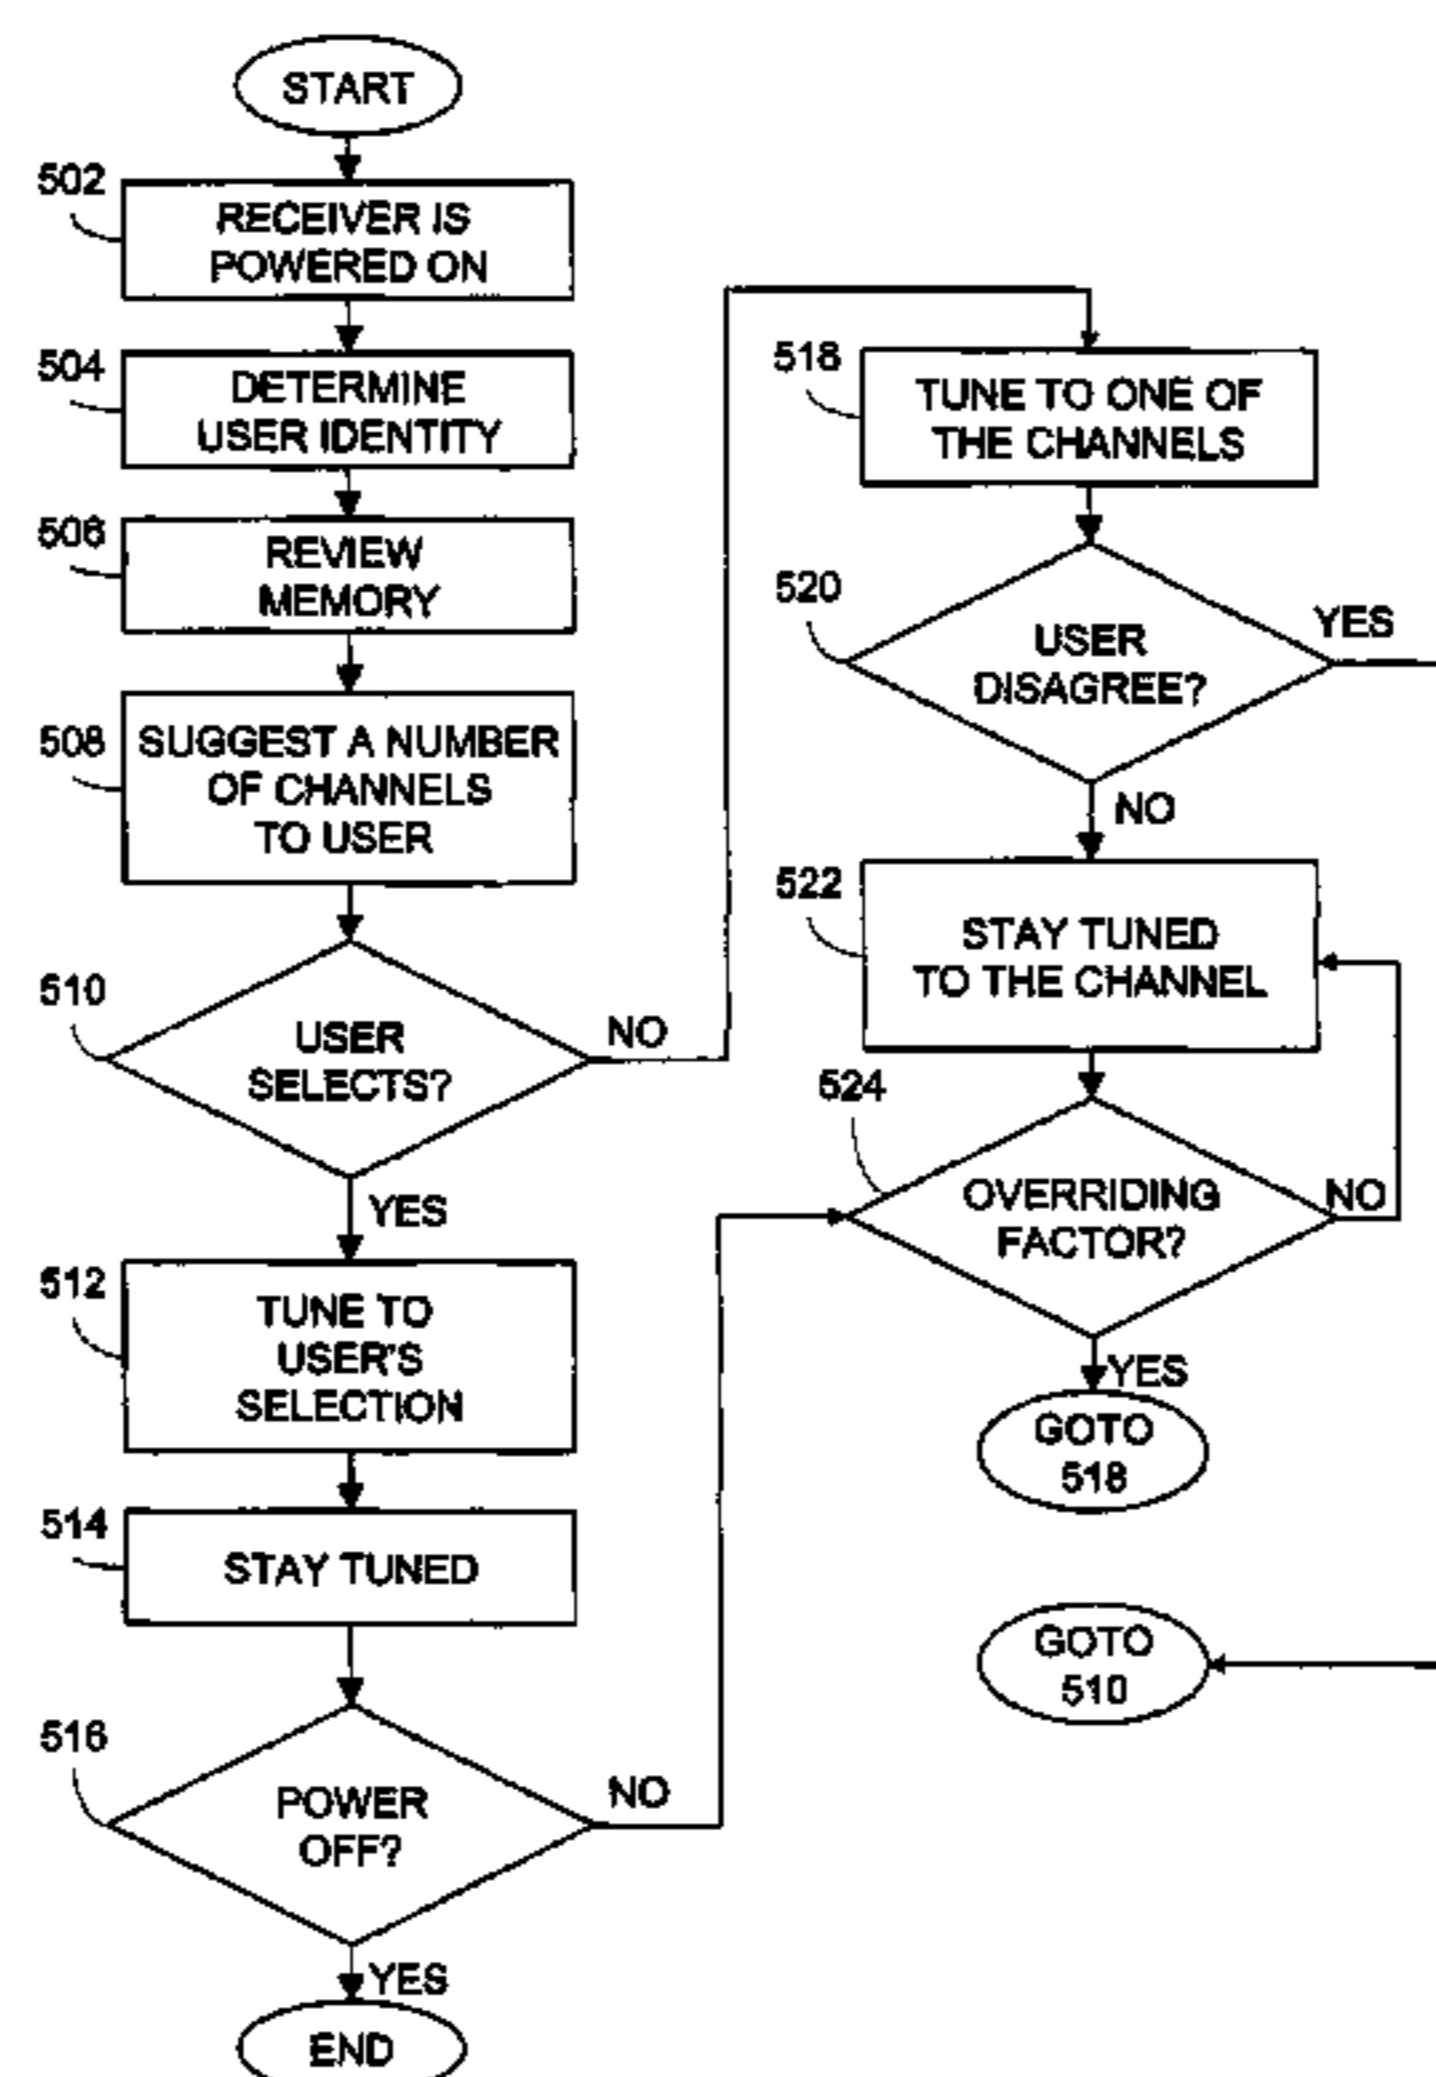 START
502
RECEIVER IS
POWERED ON
504
DETERMINE
USER IDENTITY
506
REVIEW
MEMORY
508
SUGGEST A NUMBER
OF CHANNELS
TO USER
510
USER
SELECTS?
NO
YES
512
TUNE TO
USER'S
SELECTION
514
STAY TUNED
516
POWER
OFF?
NO
YES
END
518
TUNE TO ONE OF
THE CHANNELS
520
USER
DISAGREE?
YES
NO
522
STAY TUNED
TO THE CHANNEL
524
OVERRIDING
FACTOR?
NO
YES
GOTO
518
GOTO
510